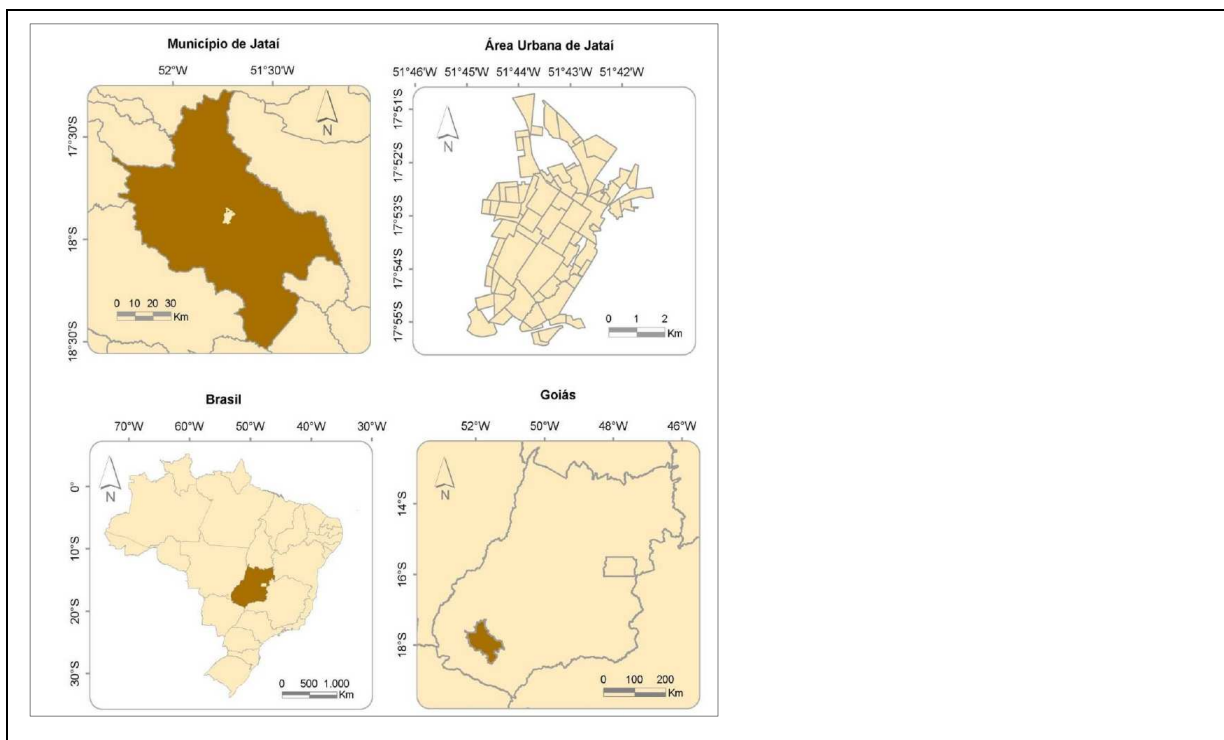 Município de Jataí
52°W 51°30'W
17°30'S
18°S
18°30'S
N
0 10 20 30
Km
Área Urbana de Jataí
51°46'W 51°45'W 51°44'W 51°43'W 51°42'W
17°51'S
17°52'S
17°53'S
17°54'S
17°55'S
N
0 1 2
Km
Brasil
70°W 60°W 50°W 40°W 30°W
0°
10°S
20°S
30°S
N
0 500 1.000
Km
Goiás
52°W 50°W 48°W 46°W
14°S
16°S
18°S
N
0 100 200
Km